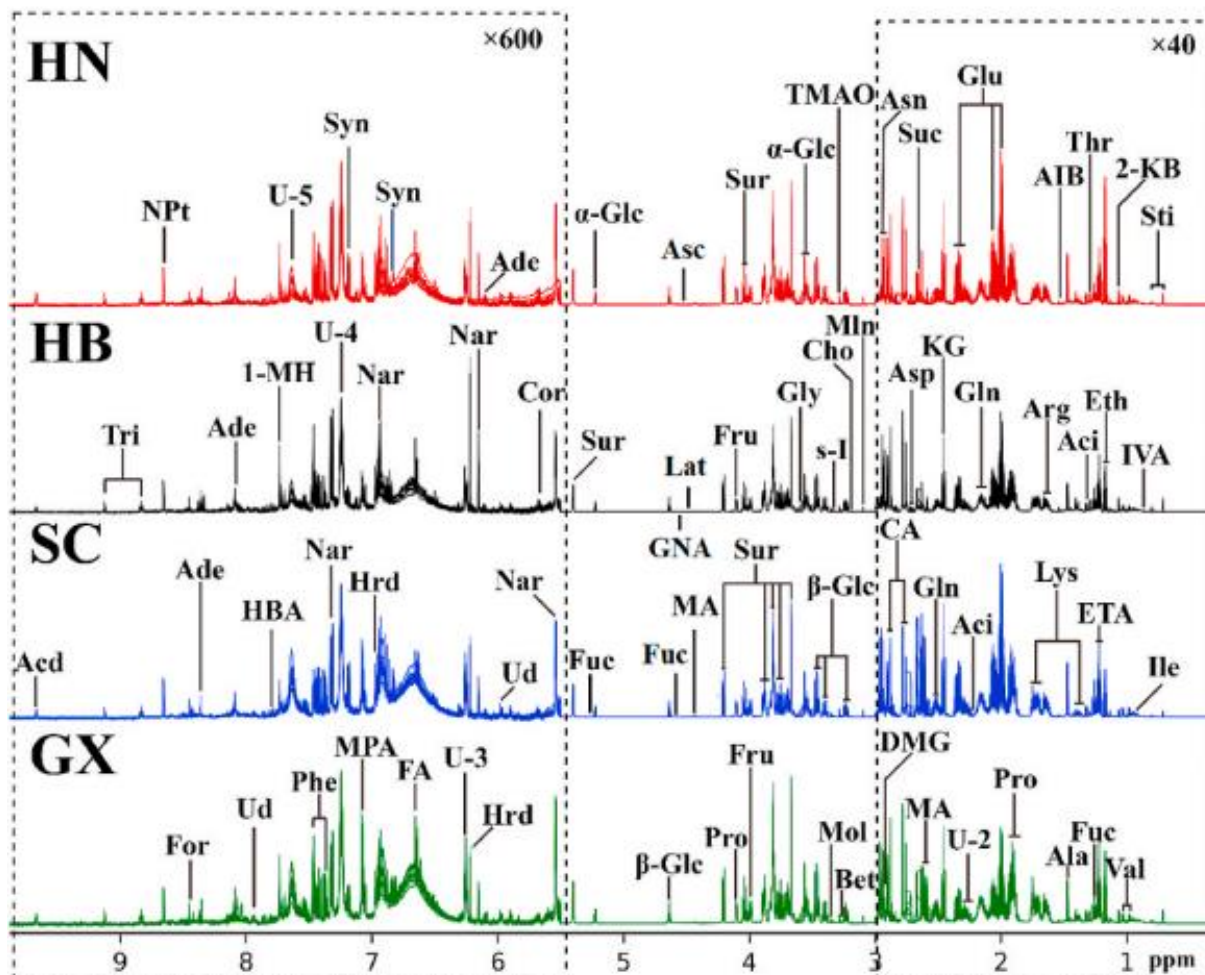 HN
×600
×40
Glu
TMAO
Asn
Syn
Suc
α-Glc
Thr
Syn
Sur
AIB
2-KB
NPt
U-5
α-Glc
Asc
Sti
Ade
HB
U-4
Nar
Mln
KG
1-MH
Nar
Cho
Asp
Gln
Eth
Tri
Ade
Cor
Sur
Fru
Gly
Arg
Aci
Lat
s-I
IVA
SC
GNA
Sur
CA
Nar
Ade
Hrd
Nar
MA
β-Glc
Gln
Lys
HBA
Aci
ETA
Acd
Ud
Fuc
Fuc
Ile
GX
MPA
FA
U-3
Fru
DMG
Phe
Pro
Ud
Hrd
MA
For
Pro
Mol
U-2
Fuc
β-Glc
Bet
Ala
Val
9 8 7 6 5 4 3 2 1 ppm